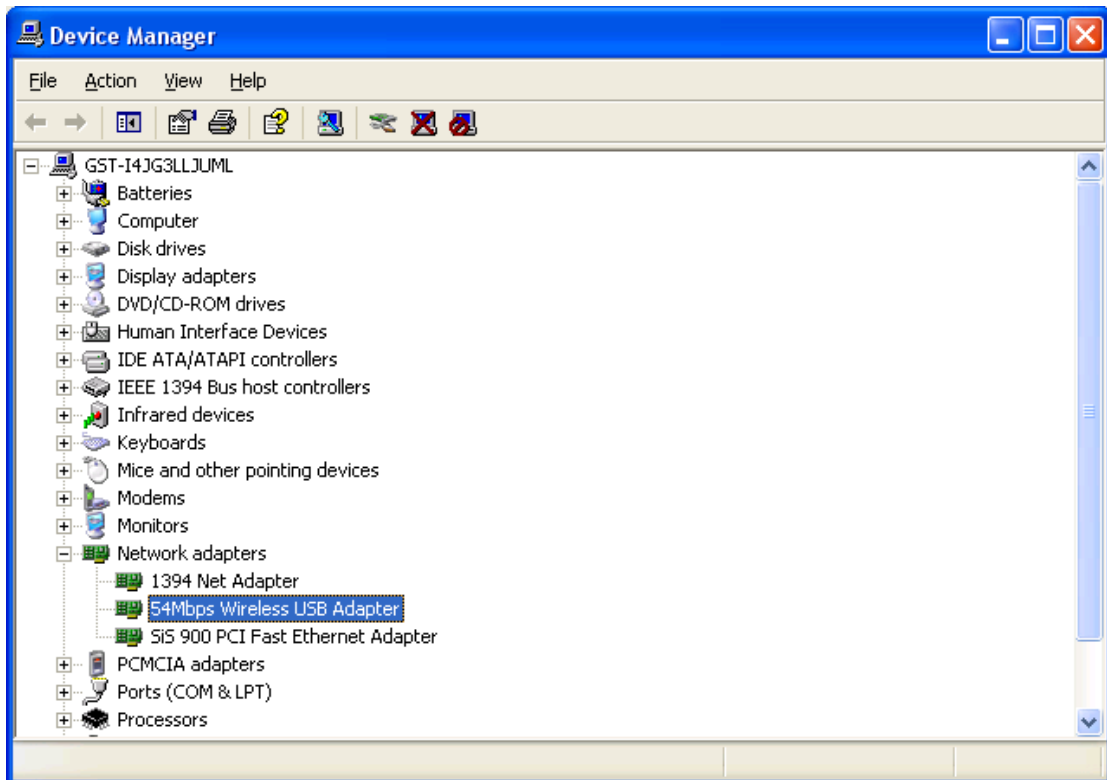 Device Manager
File Action View Help
GST-I4JG3LLJUML
Batteries
Computer
Disk drives
Display adapters
DVD/CD-ROM drives
Human Interface Devices
IDE ATA/ATAPI controllers
IEEE 1394 Bus host controllers
Infrared devices
Keyboards
Mice and other pointing devices
Modems
Monitors
Network adapters
1394 Net Adapter
54Mbps Wireless USB Adapter
SiS 900 PCI Fast Ethernet Adapter
PCMCIA adapters
Ports (COM & LPT)
Processors